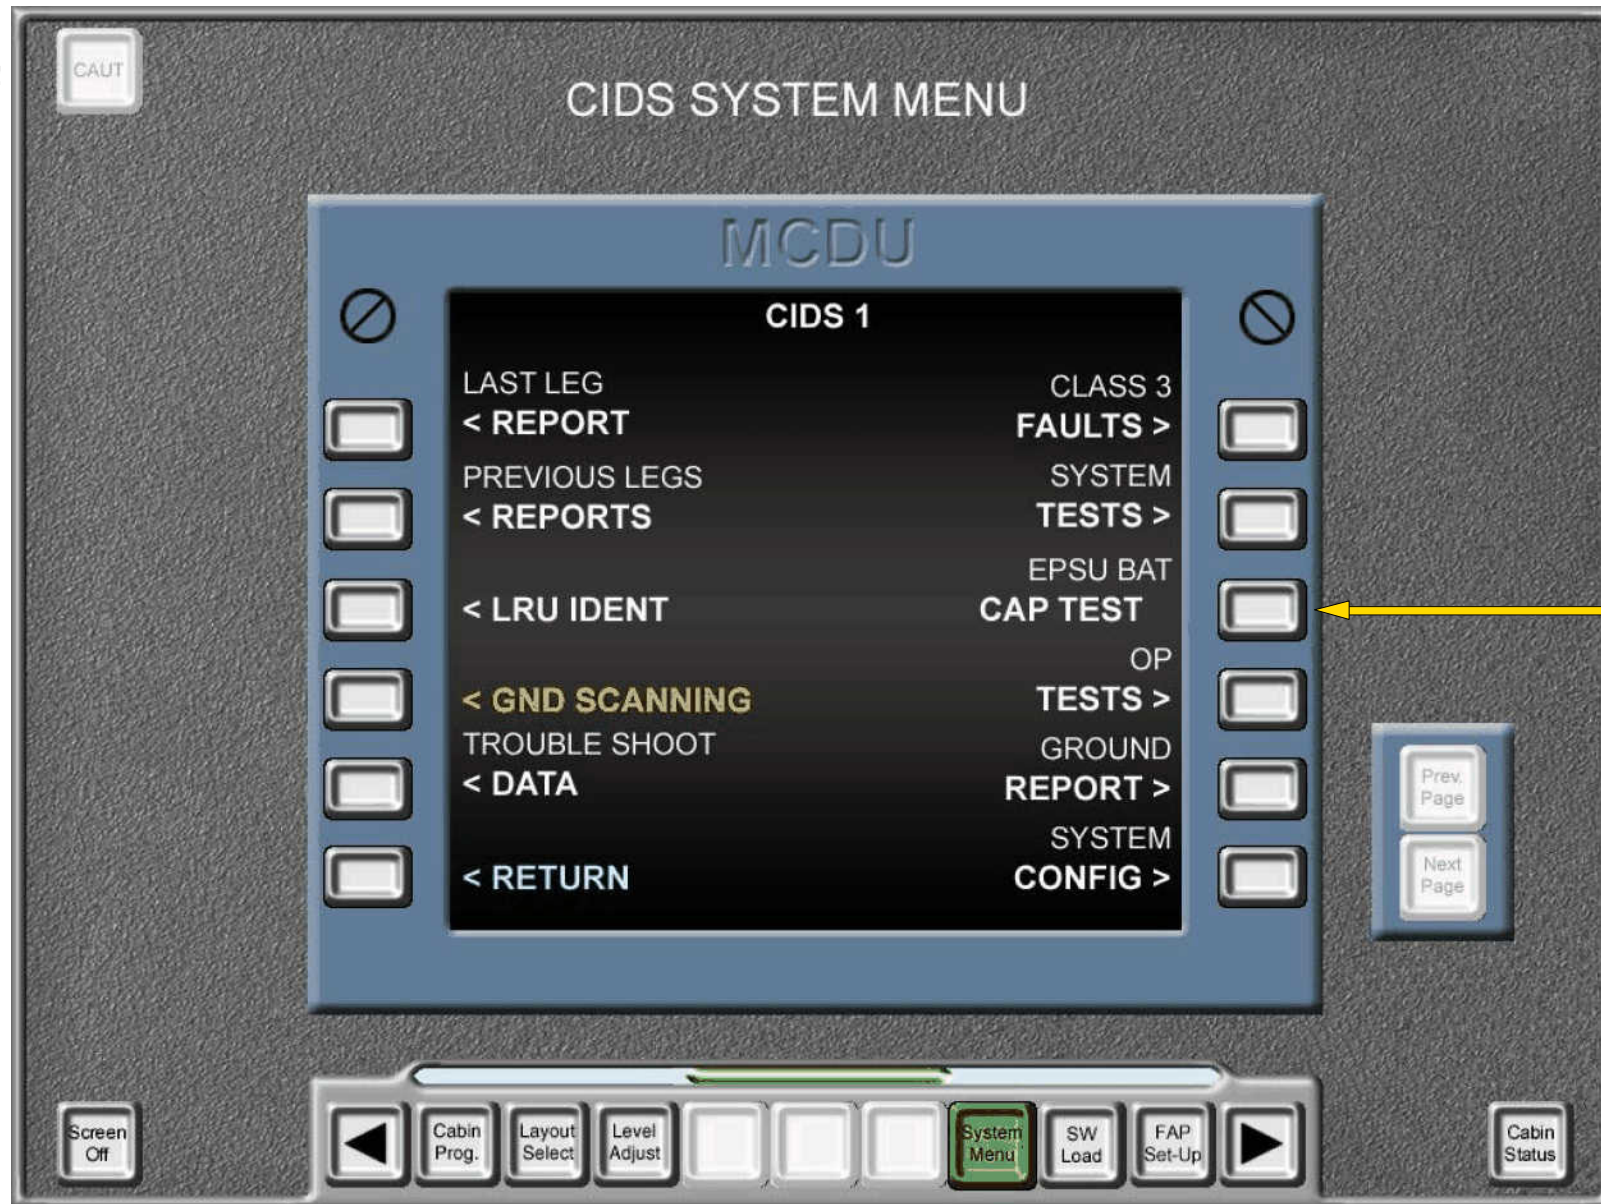 CAUT
CIDS SYSTEM MENU
MCDU
CIDS 1
LAST LEG
< REPORT
CLASS 3
FAULTS >
PREVIOUS LEGS
< REPORTS
SYSTEM
TESTS >
< LRU IDENT
EPSU BAT
CAP TEST
< GND SCANNING
OP
TESTS >
TROUBLE SHOOT
< DATA
GROUND
REPORT >
< RETURN
SYSTEM
CONFIG >
Prev.
Page
Next
Page
Screen
Off
Cabin
Prog.
Layout
Select
Level
Adjust
System
Menu
SW
Load
FAP
Set-Up
Cabin
Status